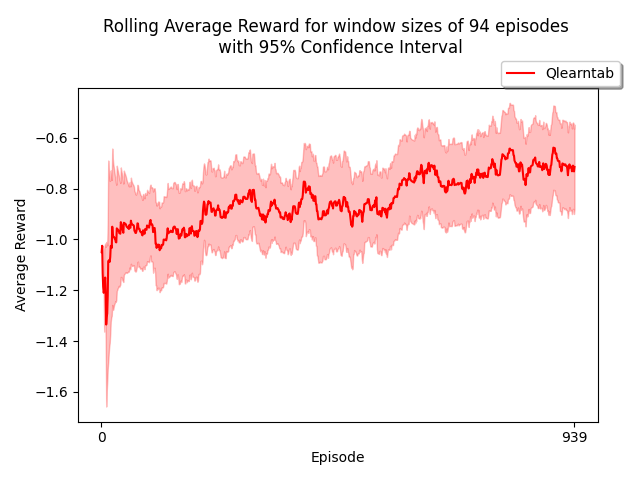 Rolling Average Reward for window sizes of 94 episodes
with 95% Confidence Interval
Qlearntab
−0.6
−0.8
−1.0
−1.2
−1.4
−1.6
Average Reward
0
939
Episode